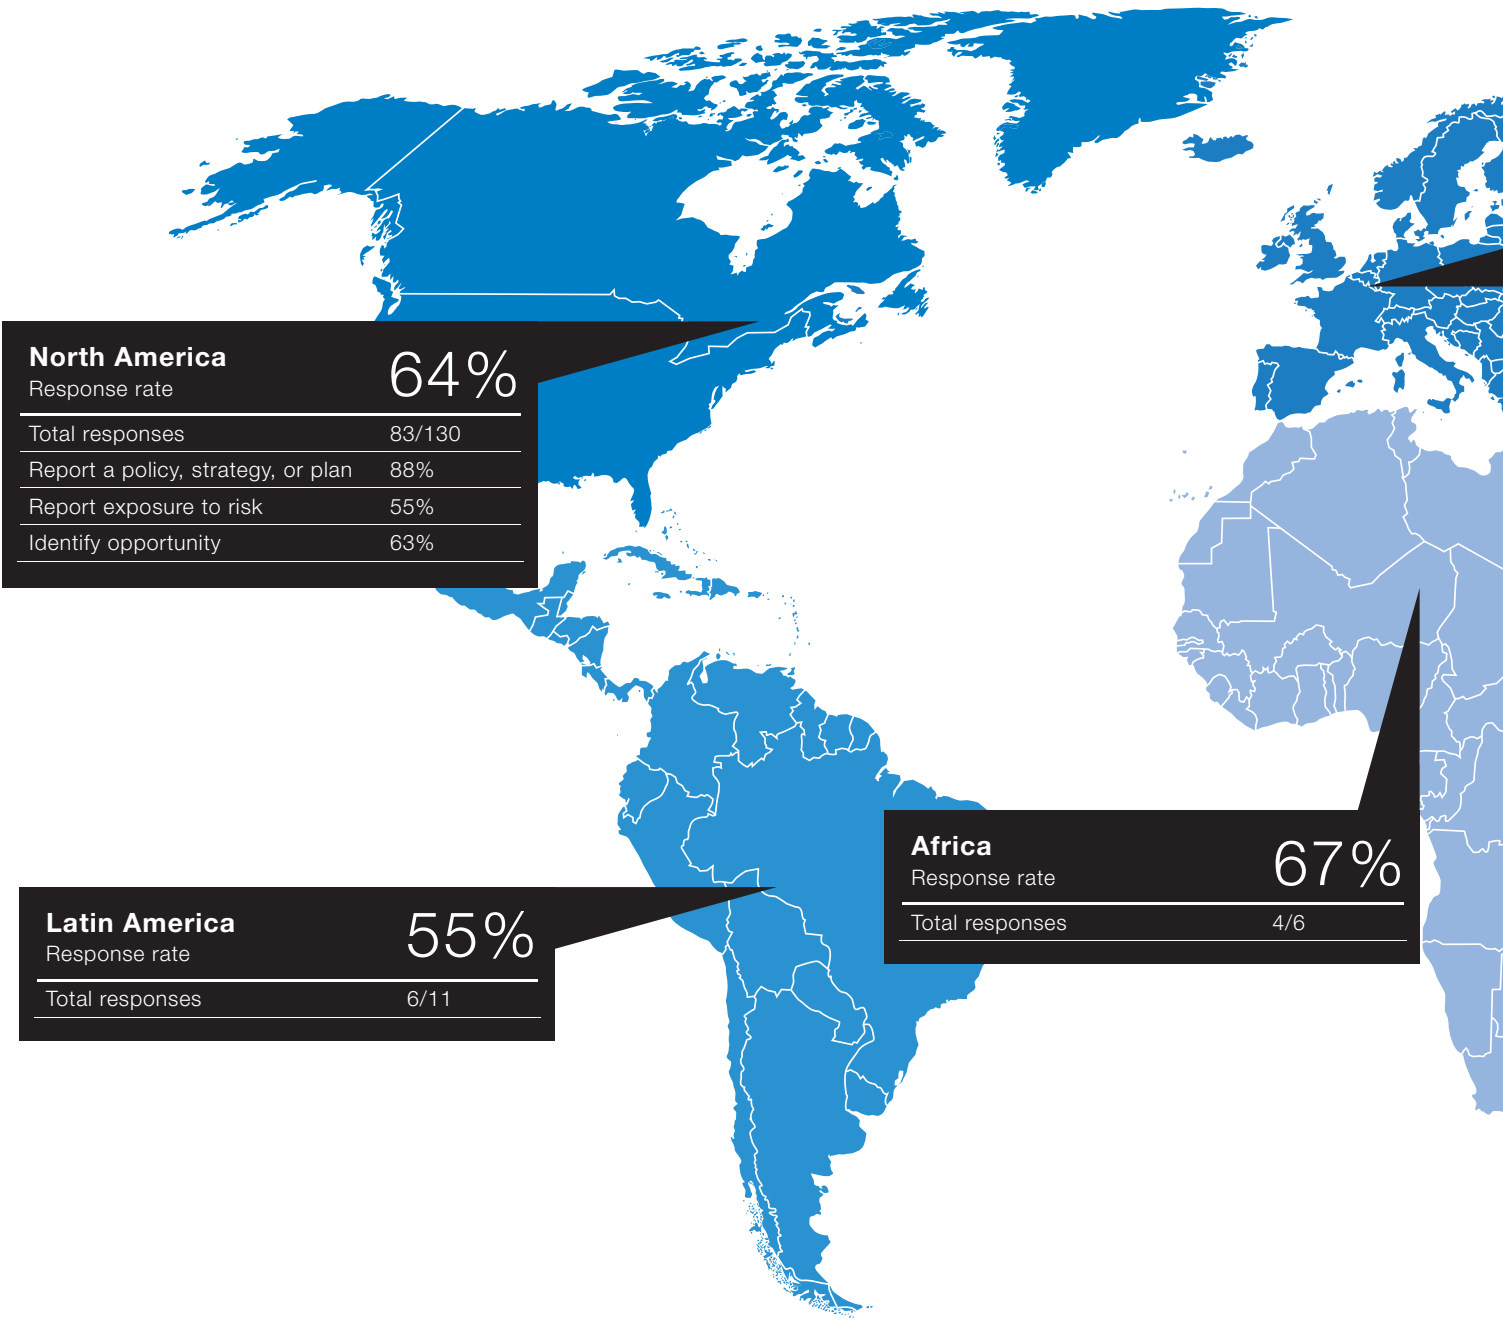 North America
Response rate 64%
Total responses 83/130
Report a policy, strategy, or plan 88%
Report exposure to risk 55%
Identify opportunity 63%
Africa
Response rate 67%
Total responses 4/6
Latin America
Response rate 55%
Total responses 6/11